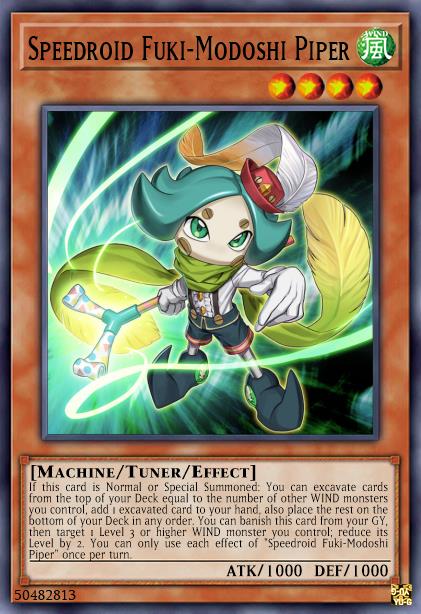 SPEEDROID FUKI-MODOSHI PIPER
WIND
風
[MACHINE/TUNER/EFFECT]
If this card is Normal or Special Summoned: You can excavate cards
from the top of your Deck equal to the number of other WIND monsters
you control, add 1 excavated card to your hand, also place the rest on the
bottom of your Deck in any order. You can banish this card from your GY,
then target 1 Level 3 or higher WIND monster you control; reduce its
Level by 2. You can only use each effect of "Speedroid Fuki-Modoshi
Piper" once per turn.
ATK/1000 DEF/1000
50482813